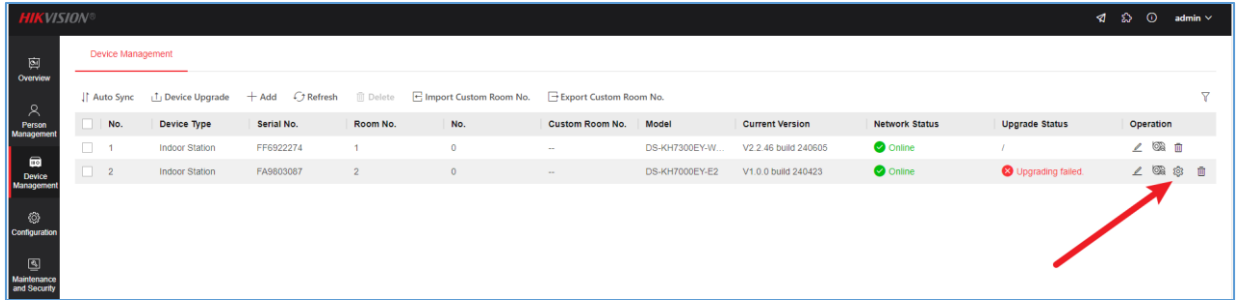 HIKVISION®
admin
Overview
Person
Management
Device
Management
Configuration
Maintenance
and Security
Device Management
Auto Sync Device Upgrade Add Refresh Delete Import Custom Room No. Export Custom Room No.
No. Device Type Serial No. Room No. No. Custom Room No. Model Current Version Network Status Upgrade Status Operation
1 Indoor Station FF6922274 1 0 -- DS-KH7300EY-W... V2.2.46 build 240605 Online /
2 Indoor Station FA9803087 2 0 -- DS-KH7000EY-E2 V1.0.0 build 240423 Online Upgrading failed.